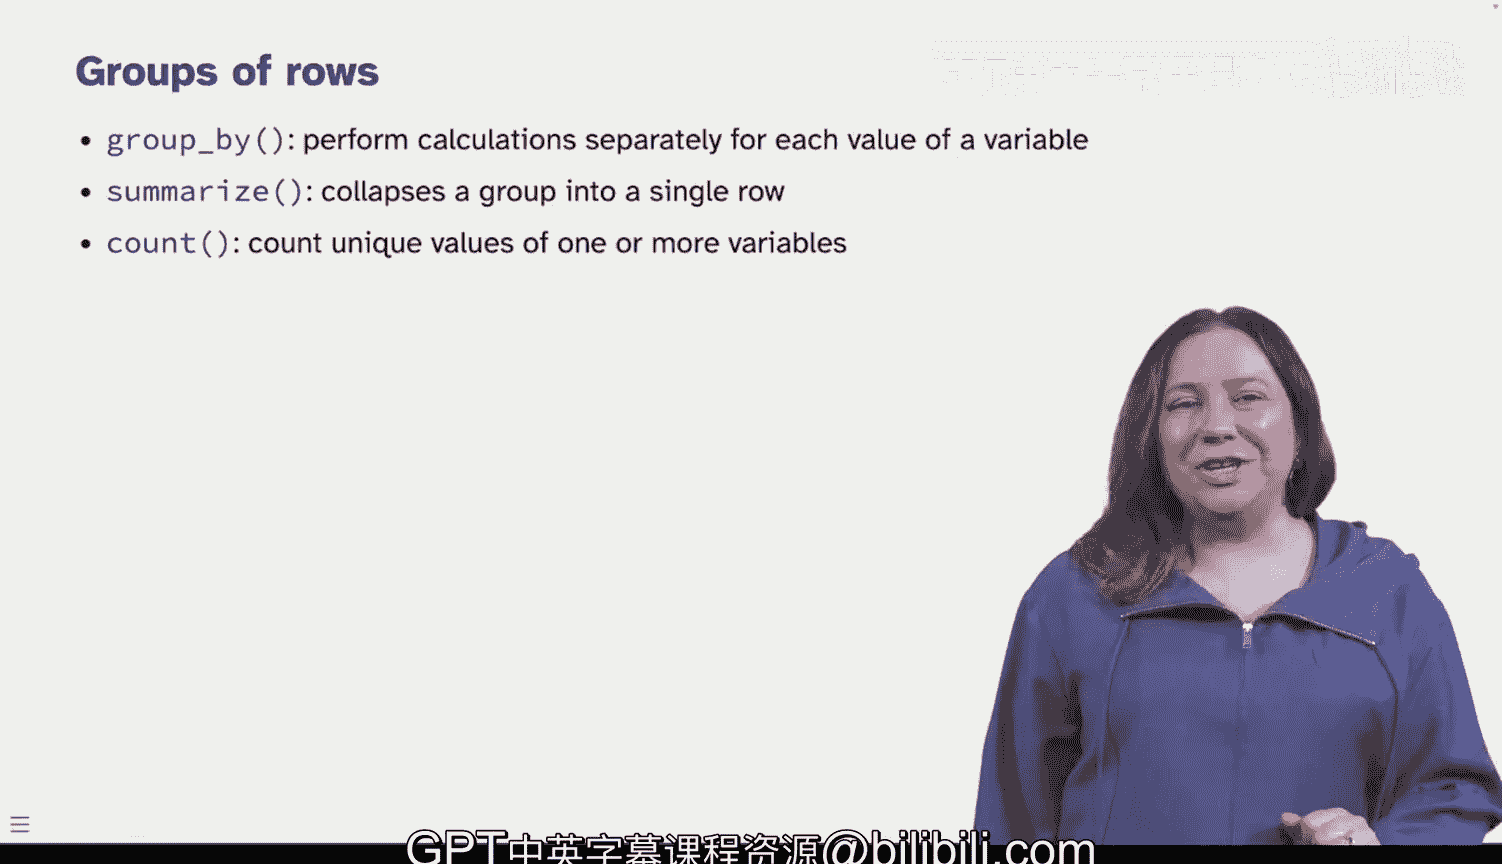 Groups of rows
• group_by(): perform calculations separately for each value of a variable
• summarize(): collapses a group into a single row
• count(): count unique values of one or more variables
GPT中英字幕课程资源@bilibili.com